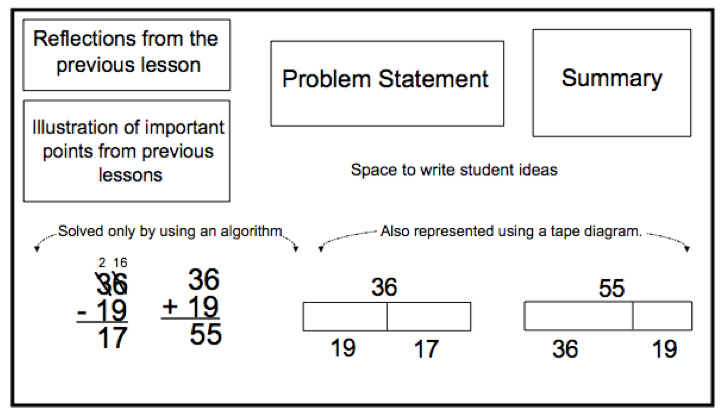 Reflections from the
previous lesson
Problem Statement
Summary
Illustration of important
points from previous
lessons
Space to write student ideas
Solved only by using an algorithm
Also represented using a tape diagram.
2 16
36
- 19
17
36
+ 19
55
36
19 17
55
36 19